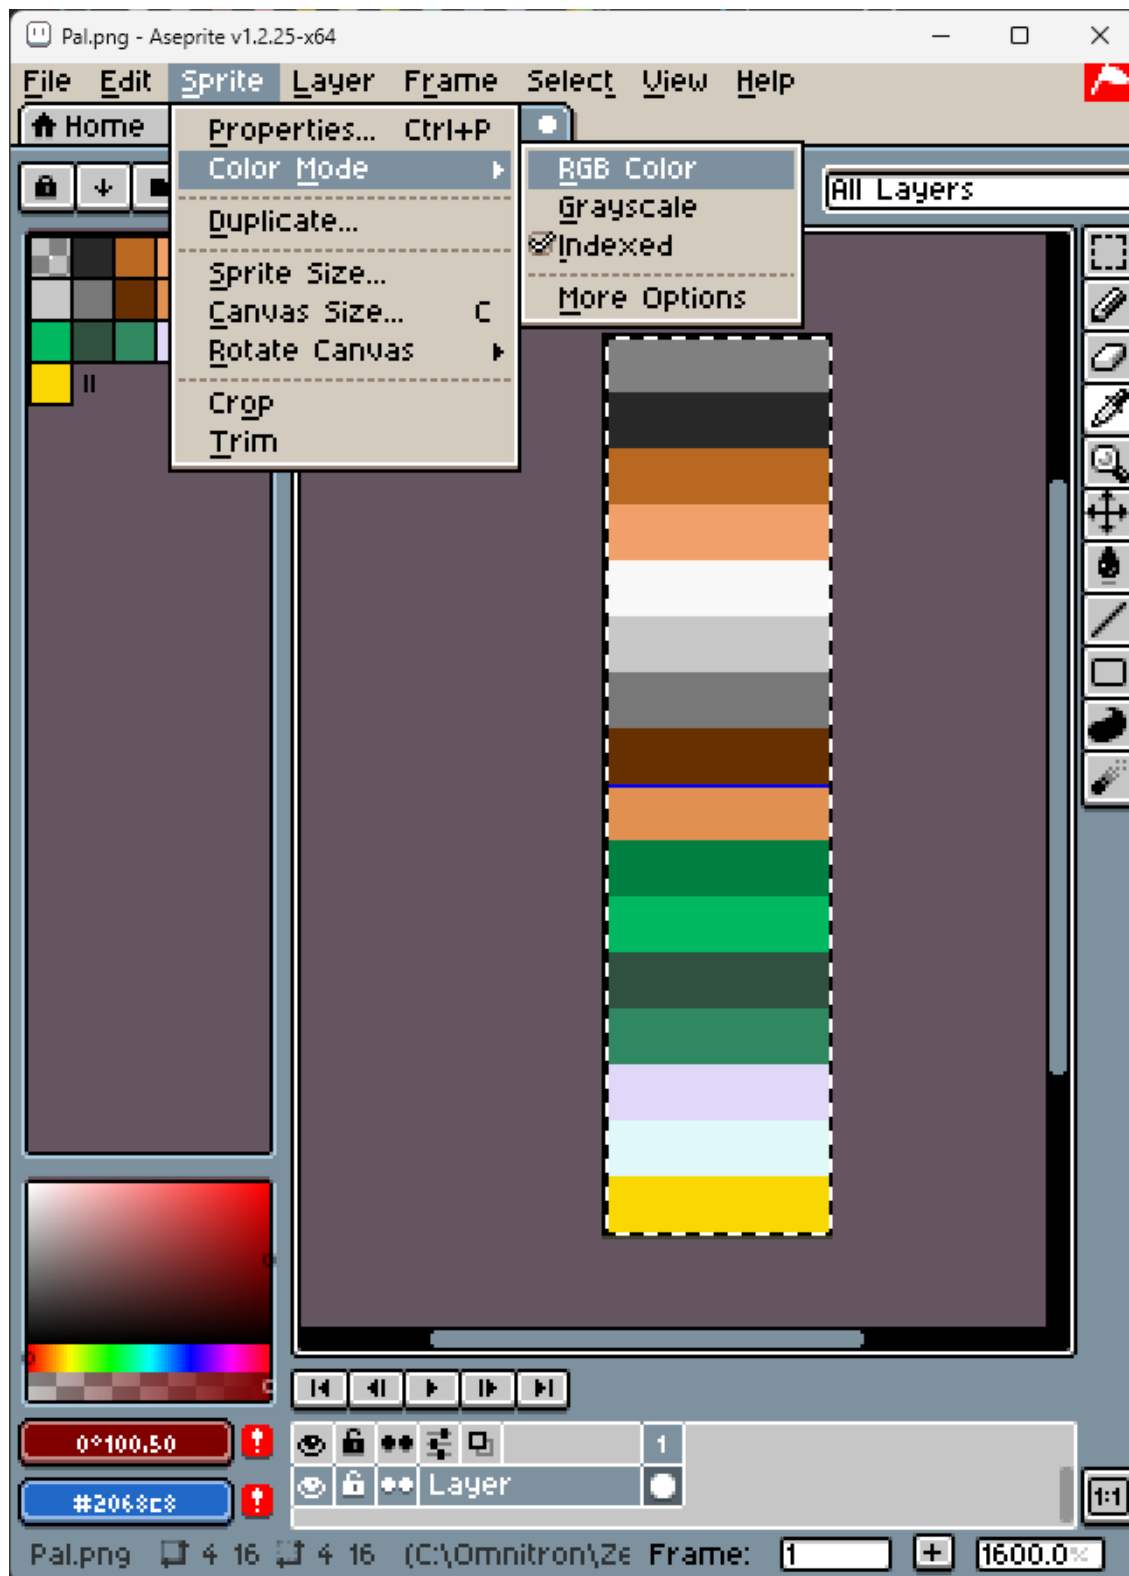 Pal.png - Aseprite v1.2.25-x64
File Edit Sprite Layer Frame Select View Help
Home
Properties... Ctrl+P
Color Mode
Duplicate...
Sprite Size...
Canvas Size... C
Rotate Canvas
Crop
Trim
RGB Color
Grayscale
Indexed
More Options
All Layers
0°100.50
#2068C8
1
Layer
1:1
Pal.png 4 16 4 16 (C:\Omnitron\Ze Frame: 1 + 1600.0%